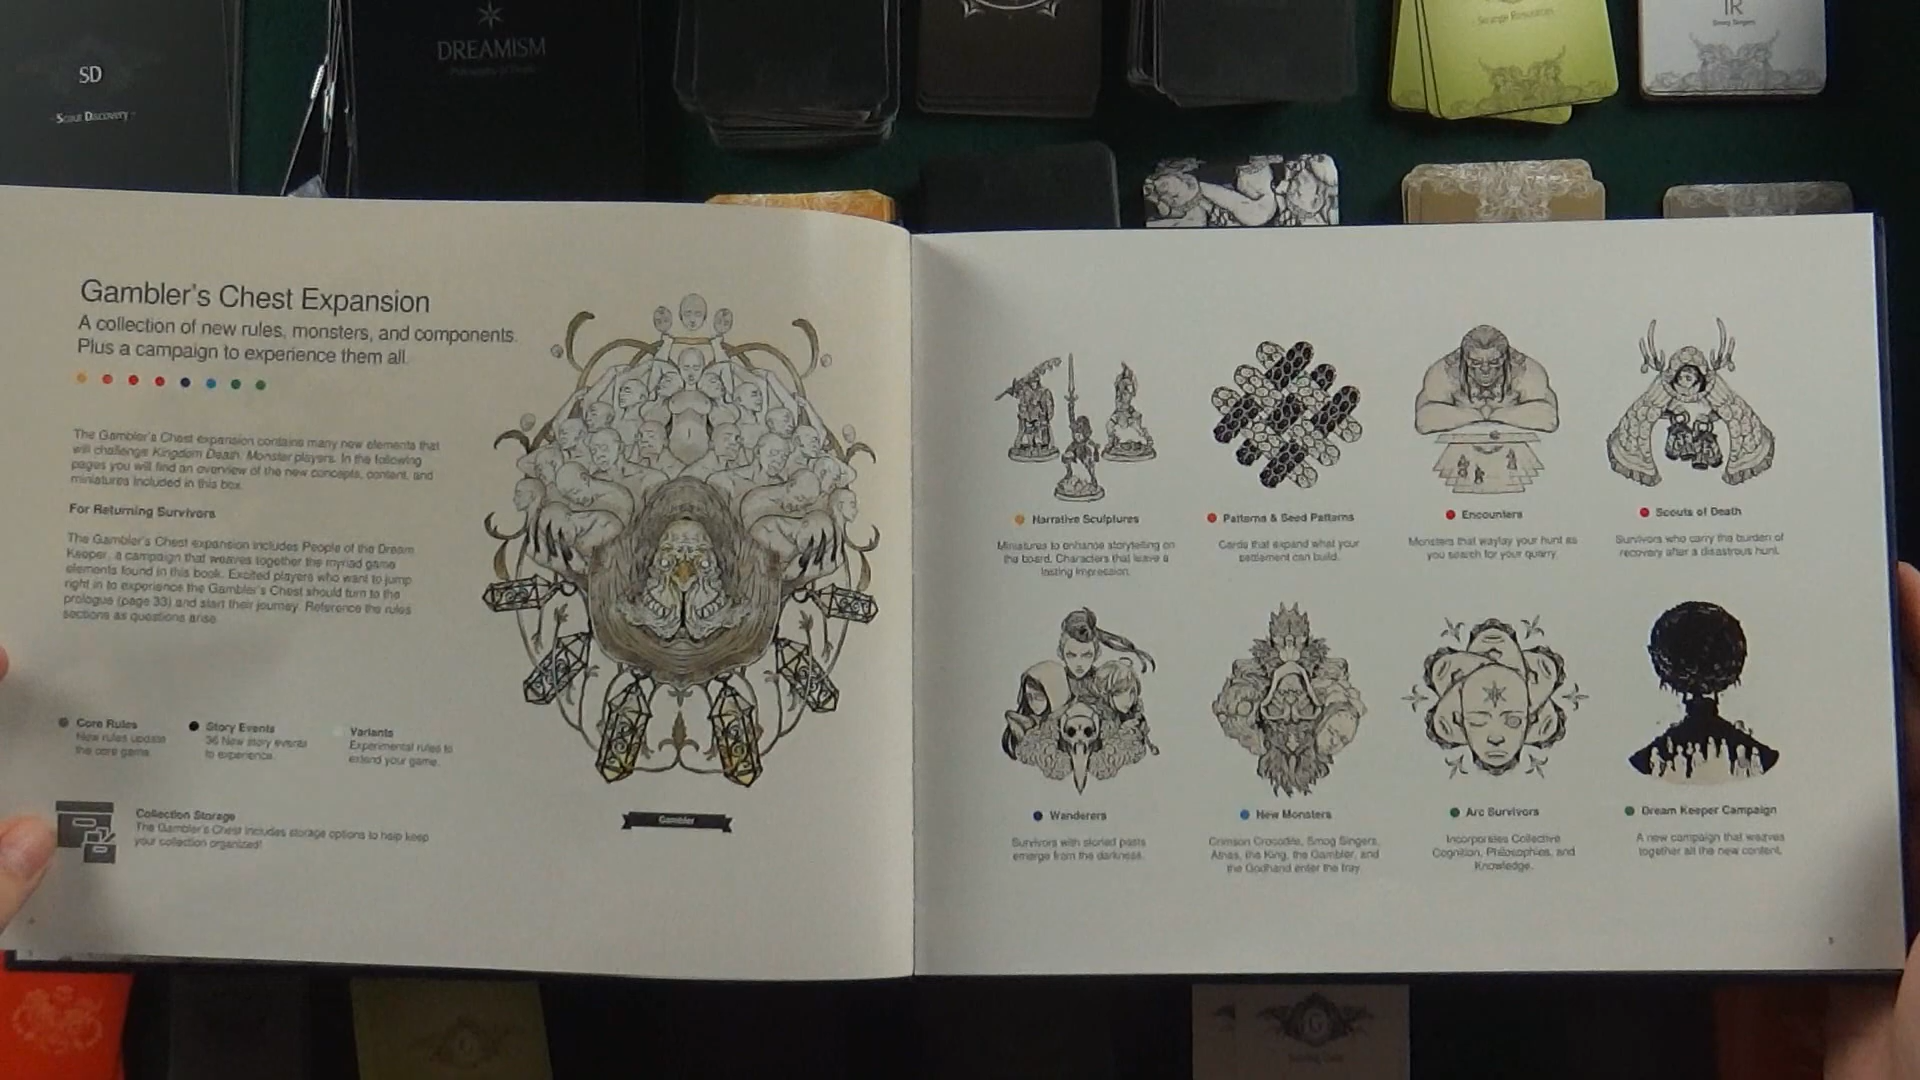 SD
- Scout Discovery -
DREAMISM
Strange Resources
IR
Smog Singers
Gambler's Chest Expansion
A collection of new rules, monsters, and components.
Plus a campaign to experience them all.
The Gambler's Chest expansion contains many new elements that
will challenge Kingdom Death: Monster players. In the following
pages you will find an overview of the new concepts, content, and
miniatures included in this box.
For Returning Survivors
The Gambler's Chest expansion includes People of the Dream
Keeper, a campaign that weaves together the myriad game
elements found in this book. Excited players who want to jump
right in to experience the Gambler's Chest should turn to the
prologue (page 33) and start their journey. Reference the rules
sections as questions arise.
Core Rules
New rules update
the core game.
Story Events
36 New story events
to experience.
Variants
Experimental rules to
extend your game.
Collection Storage
The Gambler's Chest includes storage options to help keep
your collection organized!
Gambler
Narrative Sculptures
Miniatures to enhance storytelling on
the board. Characters that leave a
lasting impression.
Patterns & Seed Patterns
Cards that expand what your
settlement can build.
Encounters
Monsters that waylay your hunt as
you search for your quarry.
Scouts of Death
Survivors who carry the burden of
recovery after a disastrous hunt.
Wanderers
Survivors with storied pasts
emerge from the darkness.
New Monsters
Crimson Crocodile, Smog Singers,
Atnas, the King, the Gambler, and
the Godhand enter the fray.
Arc Survivors
Incorporates Collective
Cognition, Philosophies, and
Knowledge.
Dream Keeper Campaign
A new campaign that weaves
together all the new content.